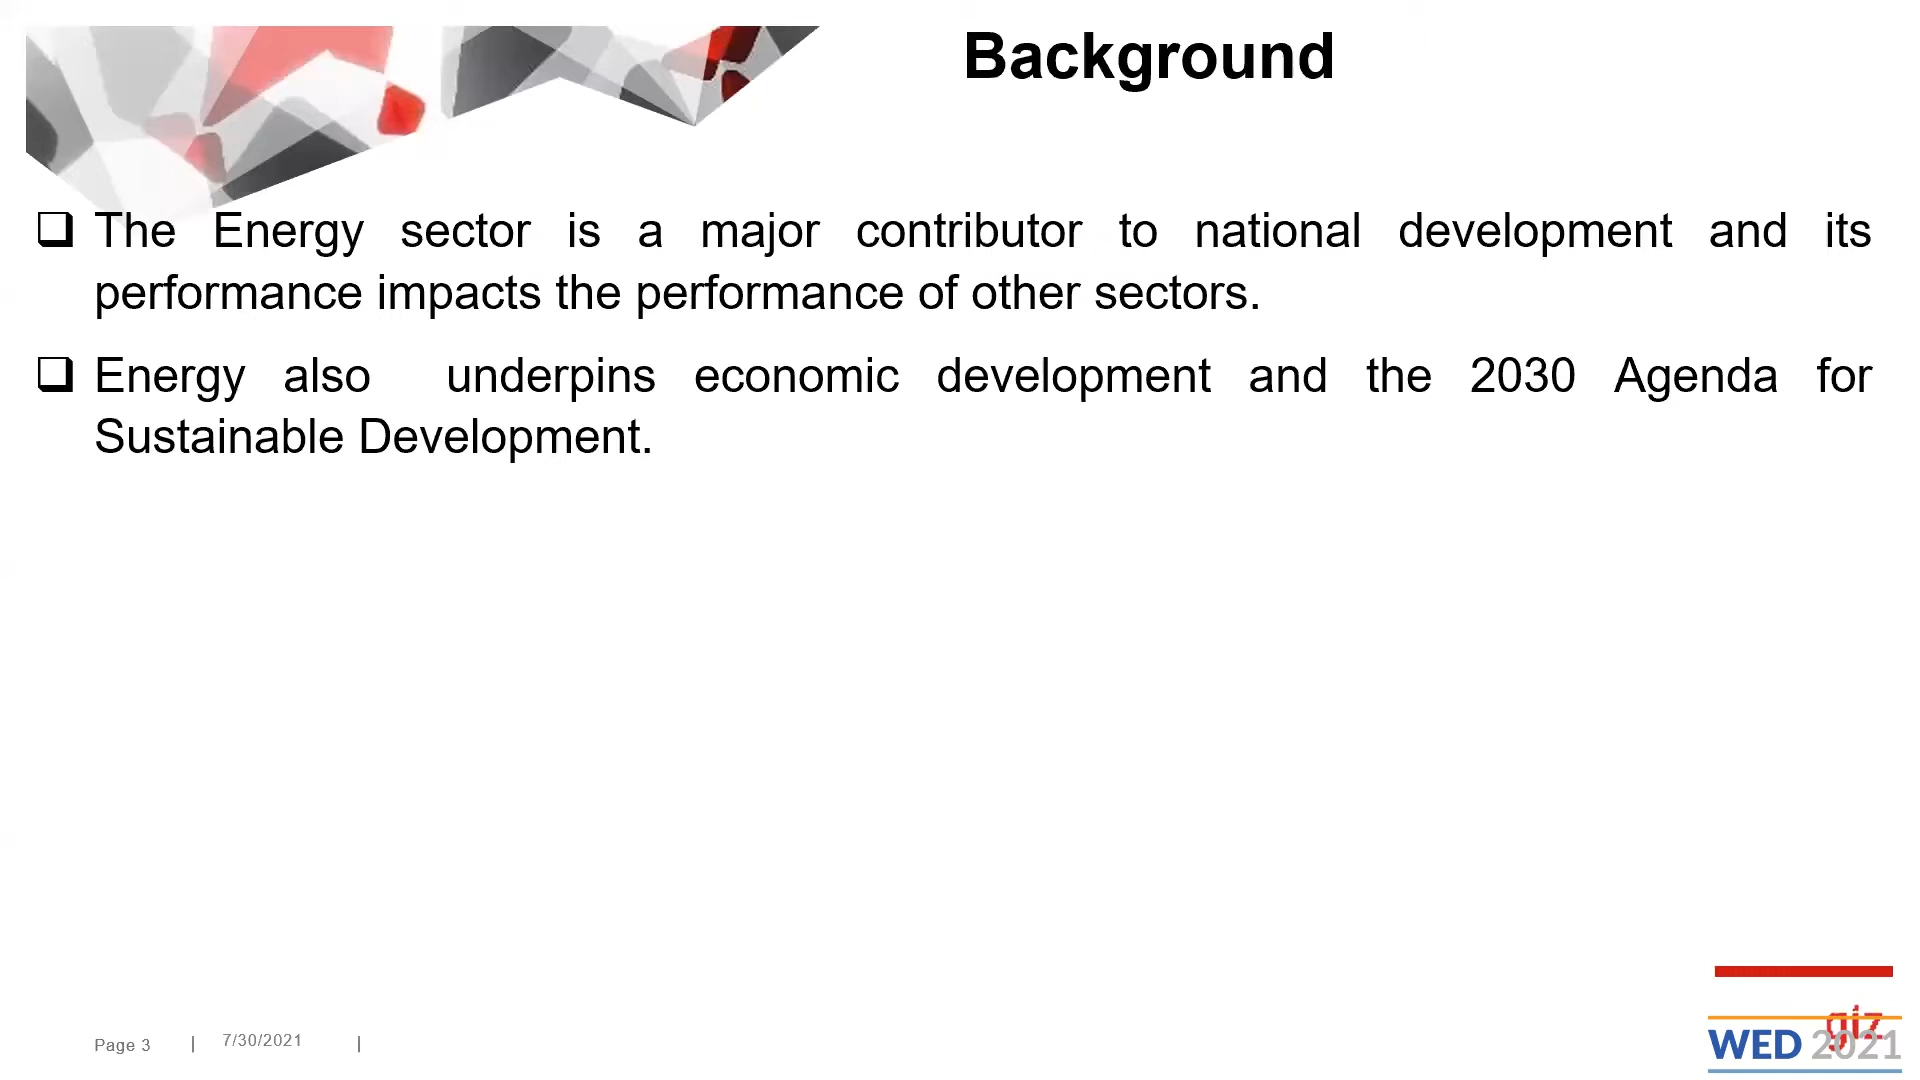 Background
The Energy sector is a major contributor to national development and its
performance impacts the performance of other sectors.
Energy also underpins economic development and the 2030 Agenda for
Sustainable Development.
Page 3 | 7/30/2021 |
giz
WED 2021